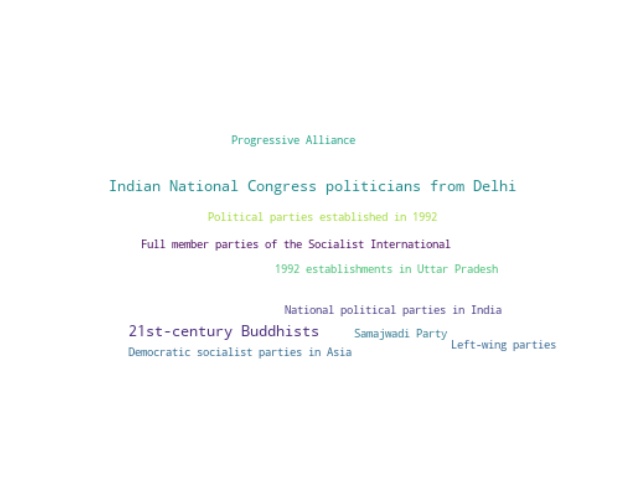 Progressive Alliance
Indian National Congress politicians from Delhi
Political parties established in 1992
Full member parties of the Socialist International
1992 establishments in Uttar Pradesh
National political parties in India
21st-century Buddhists
Samajwadi Party
Left-wing parties
Democratic socialist parties in Asia